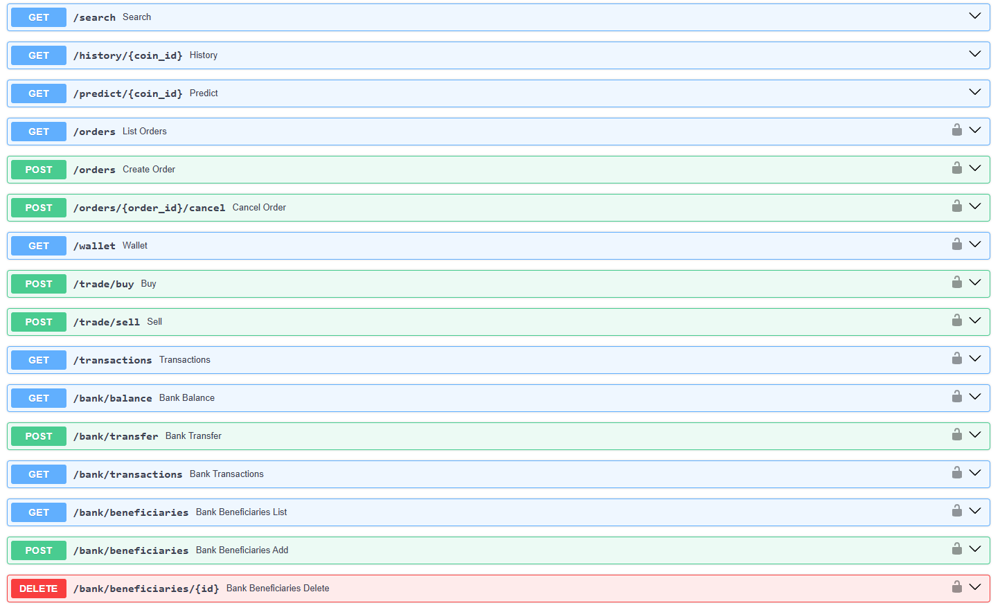 GET /search Search
GET /history/{coin_id} History
GET /predict/{coin_id} Predict
GET /orders List Orders
POST /orders Create Order
POST /orders/{order_id}/cancel Cancel Order
GET /wallet Wallet
POST /trade/buy Buy
POST /trade/sell Sell
GET /transactions Transactions
GET /bank/balance Bank Balance
POST /bank/transfer Bank Transfer
GET /bank/transactions Bank Transactions
GET /bank/beneficiaries Bank Beneficiaries List
POST /bank/beneficiaries Bank Beneficiaries Add
DELETE /bank/beneficiaries/{id} Bank Beneficiaries Delete